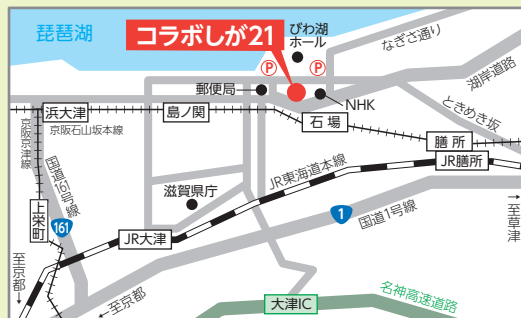 琵琶湖
コラボしが21
びわ湖
ホール
なぎさ通り
湖岸道路
P
P
郵便局
NHK
ときめき坂
浜大津
島ノ関
石場
京阪石山坂本線
京阪京津線
膳所
JR膳所
国道161号線
JR東海道本線
滋賀県庁
上栄町
161
1
国道1号線
JR大津
至草津
至京都
至京都
大津IC
名神高速道路